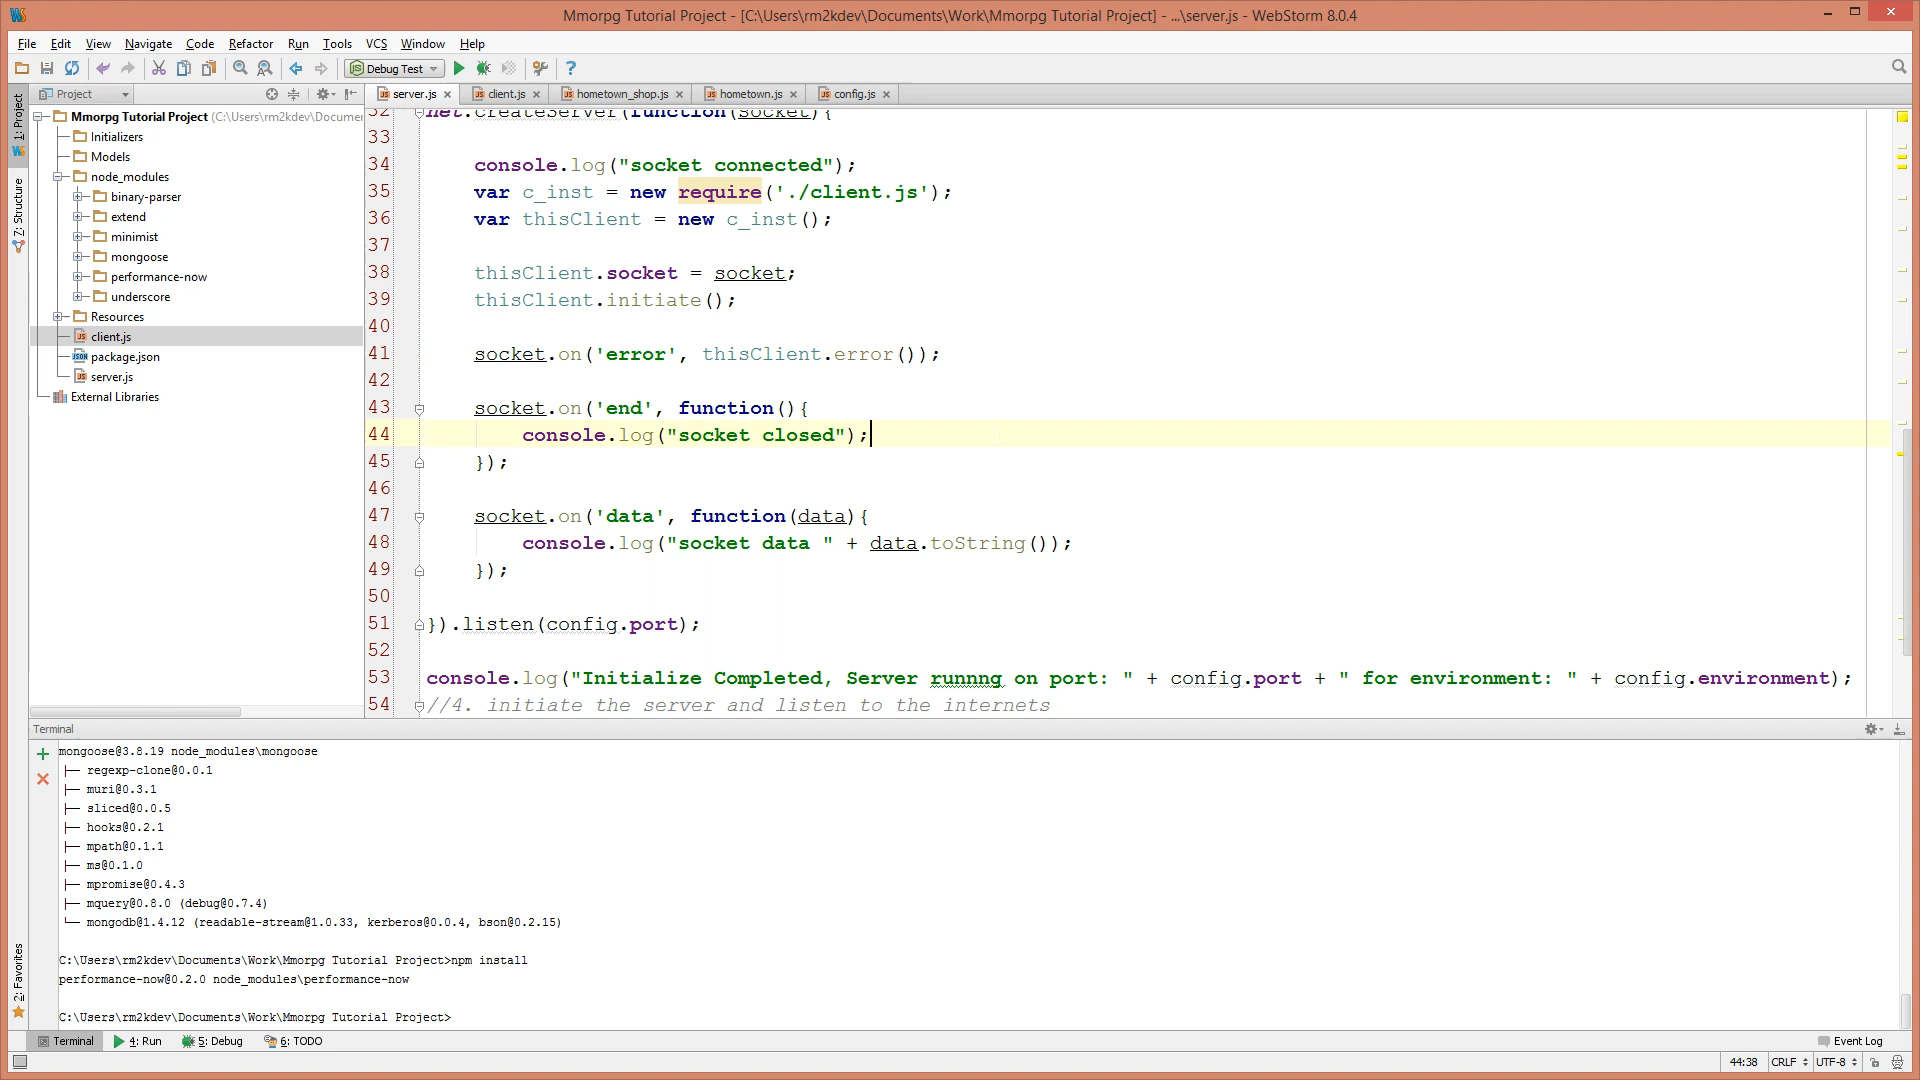 Mmorpg Tutorial Project - [C:\Users\rm2kdev\Documents\Work\Mmorpg Tutorial Project] - ...\server.js - WebStorm 8.0.4
File Edit View Navigate Code Refactor Run Tools VCS Window Help
Debug Test
Project
server.js client.js hometown_shop.js hometown.js config.js
1: Project
Z: Structure
2: Favorites
Mmorpg Tutorial Project (C:\Users\rm2kdev\Documer
Initializers
Models
node_modules
binary-parser
extend
minimist
mongoose
performance-now
underscore
Resources
client.js
package.json
server.js
External Libraries
32 net.createServer(function(socket){
33
34 console.log("socket connected");
35 var c_inst = new require('./client.js');
36 var thisClient = new c_inst();
37
38 thisClient.socket = socket;
39 thisClient.initiate();
40
41 socket.on('error', thisClient.error());
42
43 socket.on('end', function(){
44 console.log("socket closed");
45 });
46
47 socket.on('data', function(data){
48 console.log("socket data " + data.toString());
49 });
50
51 }).listen(config.port);
52
53 console.log("Initialize Completed, Server runnng on port: " + config.port + " for environment: " + config.environment);
54 //4. initiate the server and listen to the internets
Terminal
mongoose@3.8.19 node_modules\mongoose
├── regexp-clone@0.0.1
├── muri@0.3.1
├── sliced@0.0.5
├── hooks@0.2.1
├── mpath@0.1.1
├── ms@0.1.0
├── mpromise@0.4.3
├── mquery@0.8.0 (debug@0.7.4)
└── mongodb@1.4.12 (readable-stream@1.0.33, kerberos@0.0.4, bson@0.2.15)
C:\Users\rm2kdev\Documents\Work\Mmorpg Tutorial Project>npm install
performance-now@0.2.0 node_modules\performance-now
C:\Users\rm2kdev\Documents\Work\Mmorpg Tutorial Project>
Terminal 4: Run 5: Debug 6: TODO Event Log
44:38 CRLF UTF-8